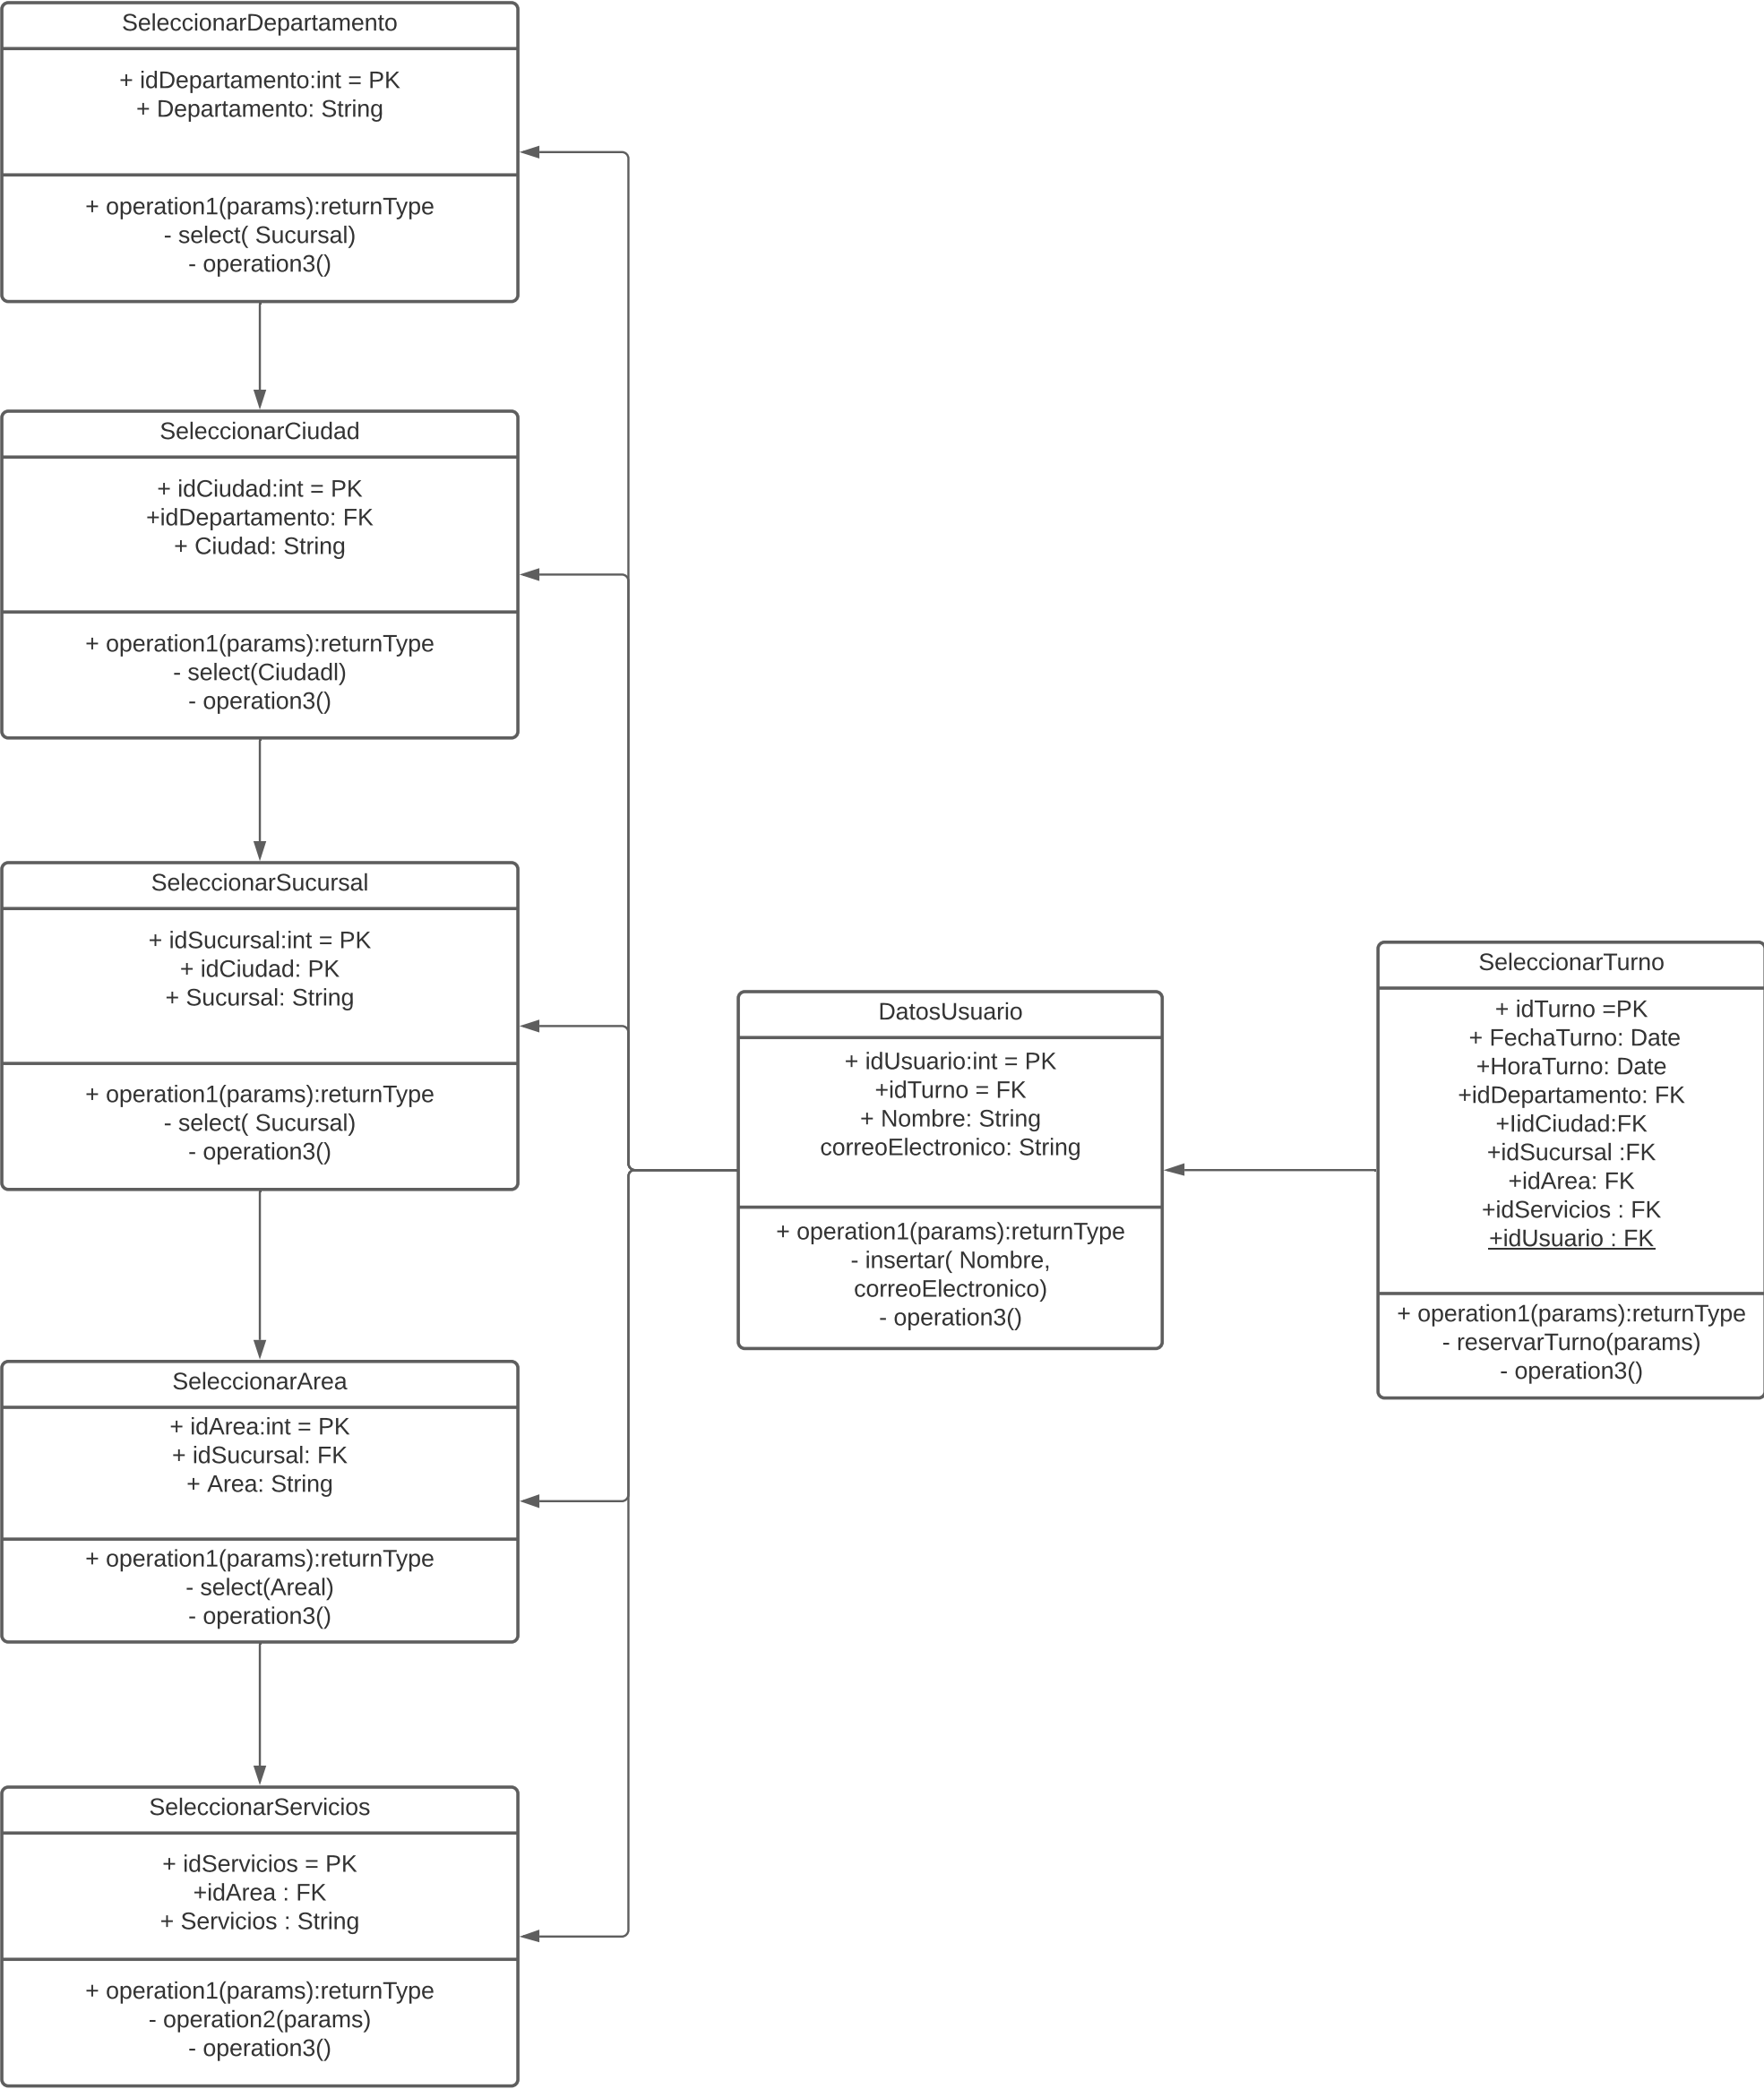 SeleccionarDepartamento
+ idDepartamento:int = PK
+ Departamento: String
+ operation1(params):returnType
- select( Sucursal)
- operation3()
SeleccionarCiudad
+ idCiudad:int = PK
+idDepartamento: FK
+ Ciudad: String
+ operation1(params):returnType
- select(Ciudadl)
- operation3()
SeleccionarSucursal
+ idSucursal:int = PK
+ idCiudad: PK
+ Sucursal: String
+ operation1(params):returnType
- select( Sucursal)
- operation3()
SeleccionarArea
+ idArea:int = PK
+ idSucursal: FK
+ Area: String
+ operation1(params):returnType
- select(Areal)
- operation3()
SeleccionarServicios
+ idServicios = PK
+idArea : FK
+ Servicios : String
+ operation1(params):returnType
- operation2(params)
- operation3()
DatosUsuario
+ idUsuario:int = PK
+idTurno = FK
+ Nombre: String
correoElectronico: String
+ operation1(params):returnType
- insertar( Nombre,
correoElectronico)
- operation3()
SeleccionarTurno
+ idTurno =PK
+ FechaTurno: Date
+HoraTurno: Date
+idDepartamento: FK
+IidCiudad:FK
+idSucursal :FK
+idArea: FK
+idServicios : FK
+idUsuario : FK
+ operation1(params):returnType
- reservarTurno(params)
- operation3()